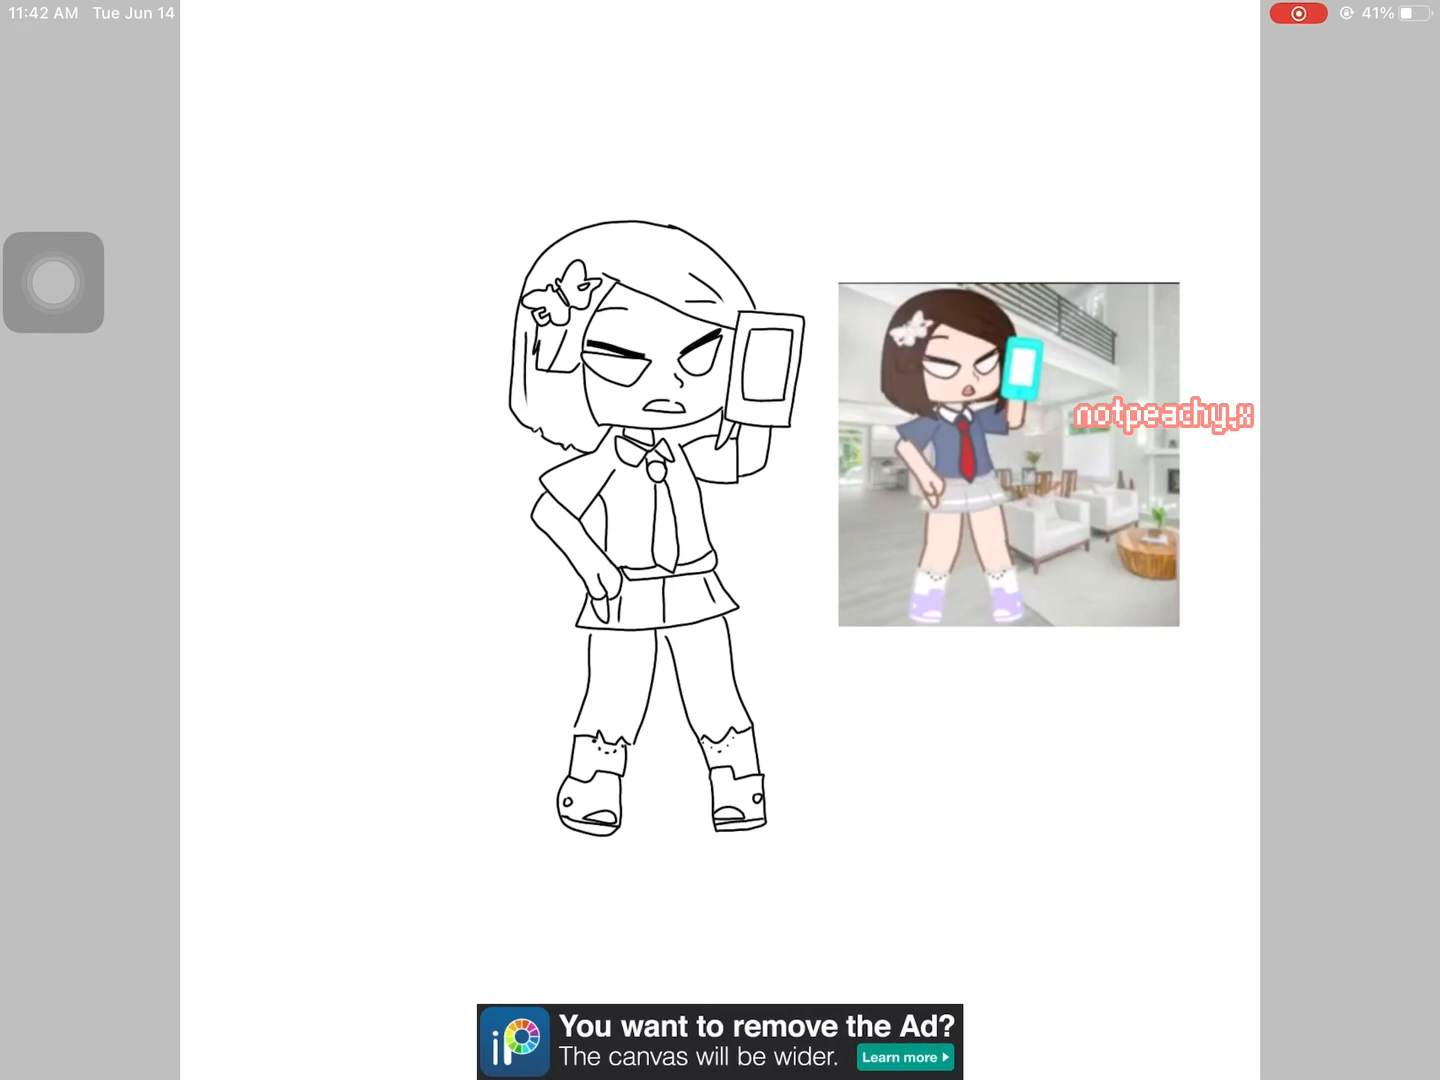 11:42 AM Tue Jun 14
41%
notpeachy.x
iP
You want to remove the Ad?
The canvas will be wider.
Learn more